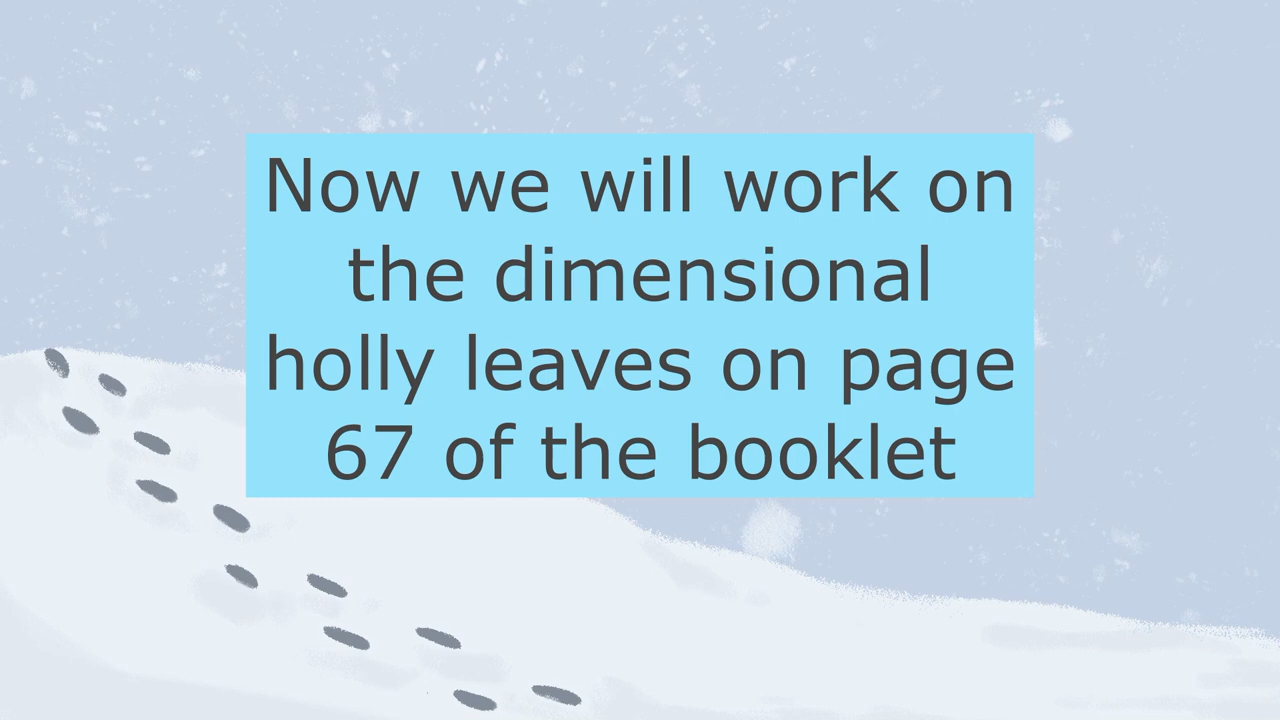 Now we will work on
the dimensional
holly leaves on page
67 of the booklet